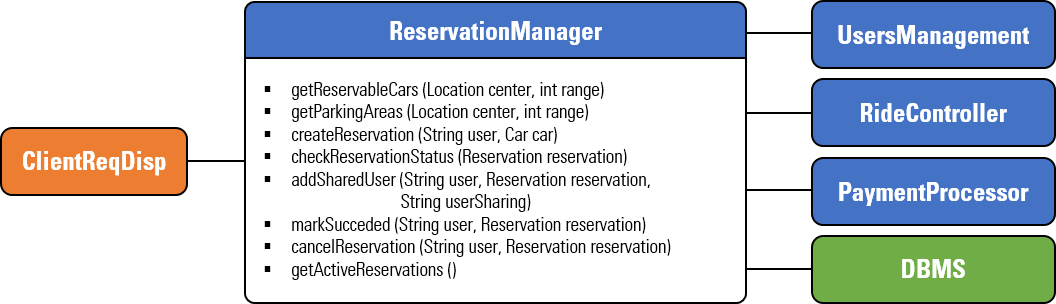 ReservationManager
▪ getReservableCars (Location center, int range)
▪ getParkingAreas (Location center, int range)
▪ createReservation (String user, Car car)
▪ checkReservationStatus (Reservation reservation)
▪ addSharedUser (String user, Reservation reservation,
String userSharing)
▪ markSucceded (String user, Reservation reservation)
▪ cancelReservation (String user, Reservation reservation)
▪ getActiveReservations ()
ClientReqDisp
UsersManagement
RideController
PaymentProcessor
DBMS